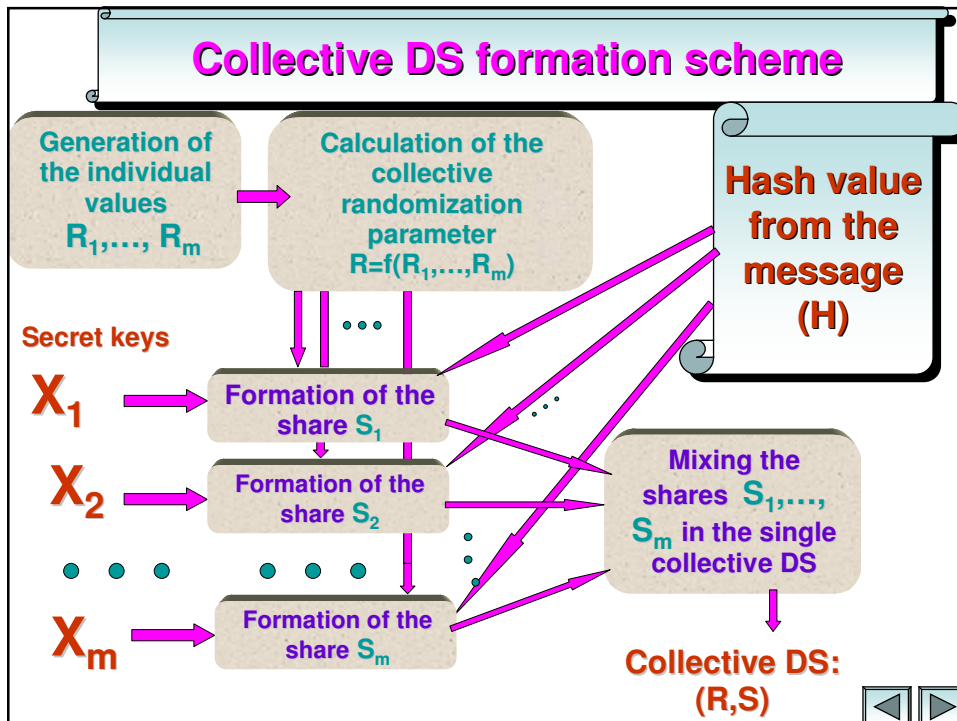 Collective DS formation scheme
Generation of
the individual
values
R1,…, Rm
Calculation of the
collective
randomization
parameter
R=f(R1,…,Rm)
Hash value
from the
message
(H)
Secret keys
X1
Formation of the
share S1
X2
Formation of the
share S2
Xm
Formation of the
share Sm
Mixing the
shares S1,…,
Sm in the single
collective DS
Collective DS:
(R,S)